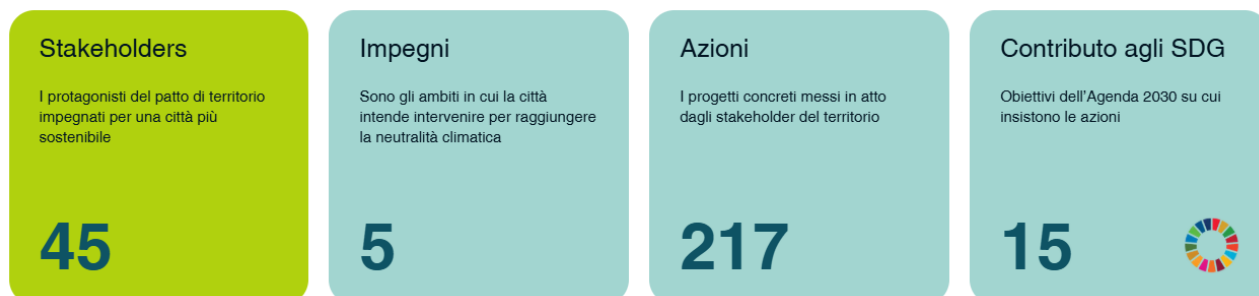 Stakeholders
I protagonisti del patto di territorio
impegnati per una città più
sostenibile
45
Impegni
Sono gli ambiti in cui la città
intende intervenire per raggiungere
la neutralità climatica
5
Azioni
I progetti concreti messi in atto
dagli stakeholder del territorio
217
Contributo agli SDG
Obiettivi dell'Agenda 2030 su cui
insistono le azioni
15